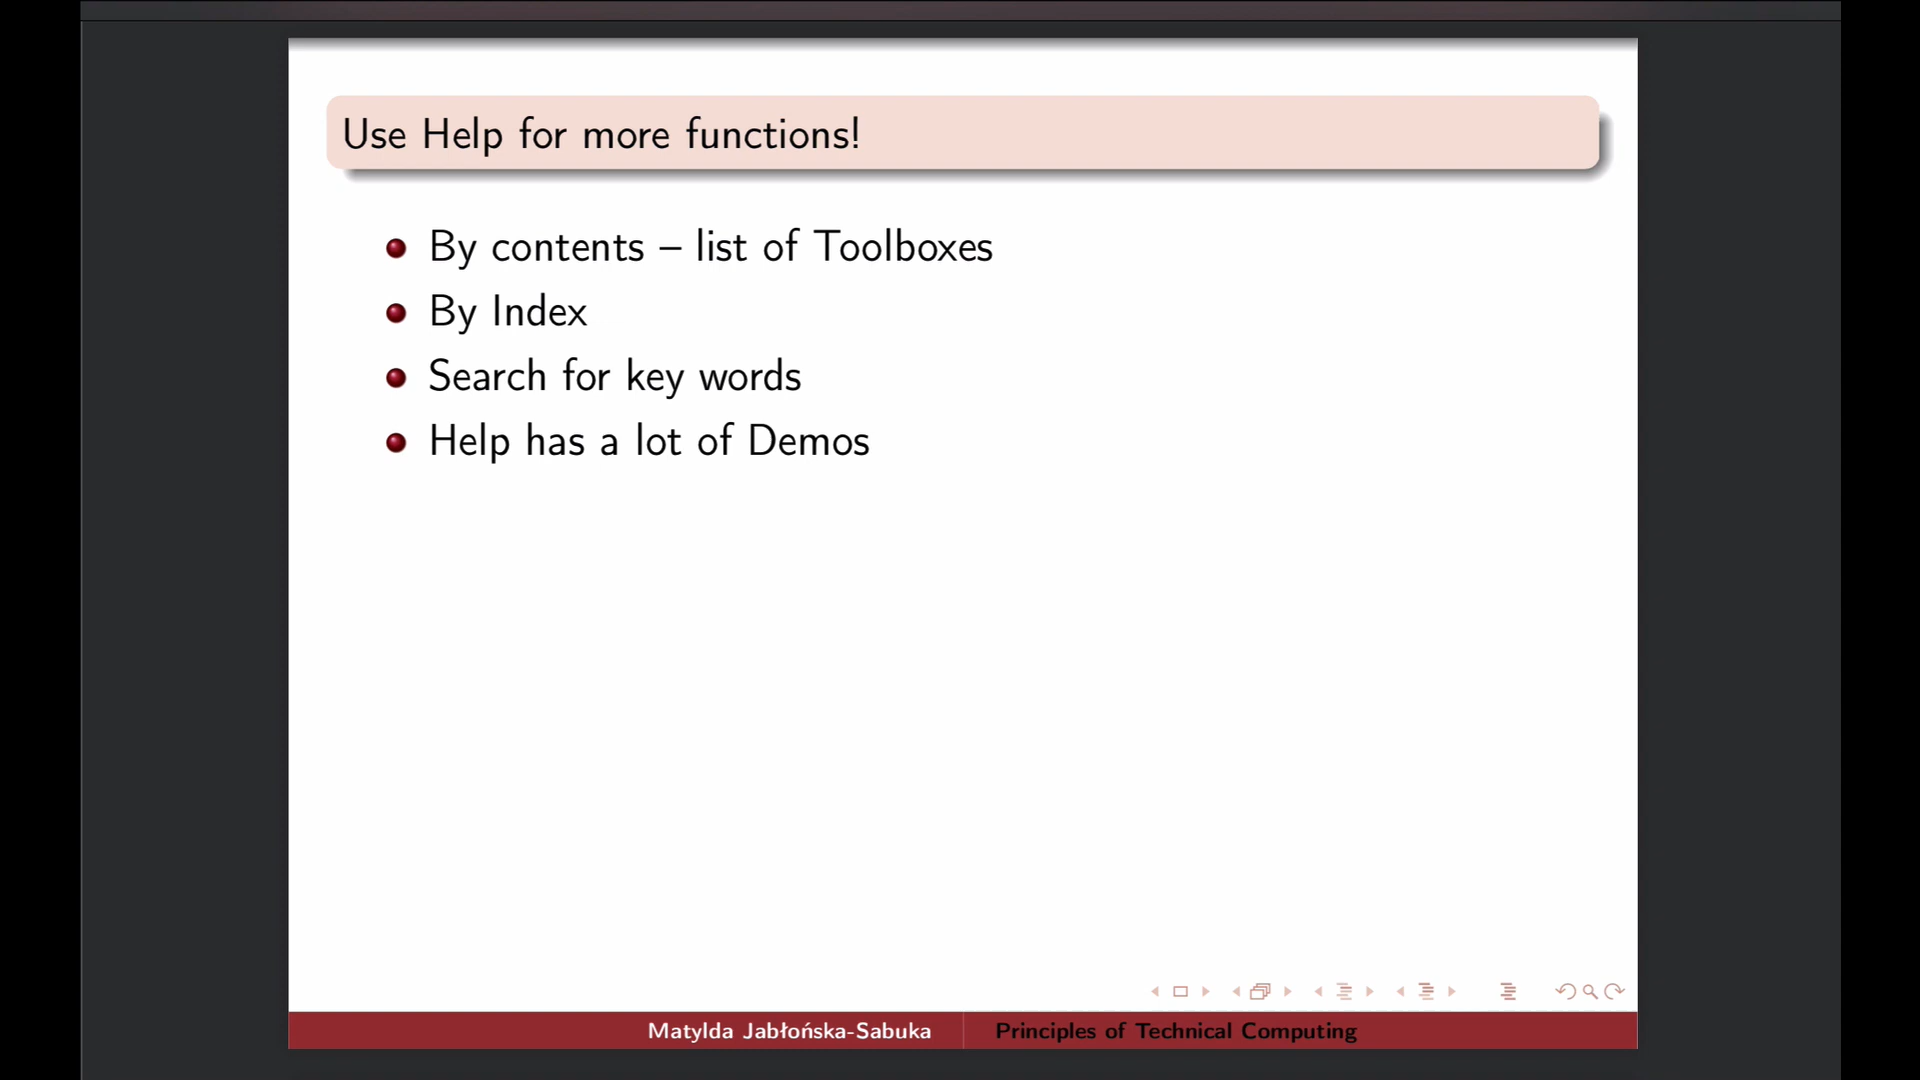 Use Help for more functions!
By contents – list of Toolboxes
By Index
Search for key words
Help has a lot of Demos
Matylda Jabłońska-Sabuka
Principles of Technical Computing